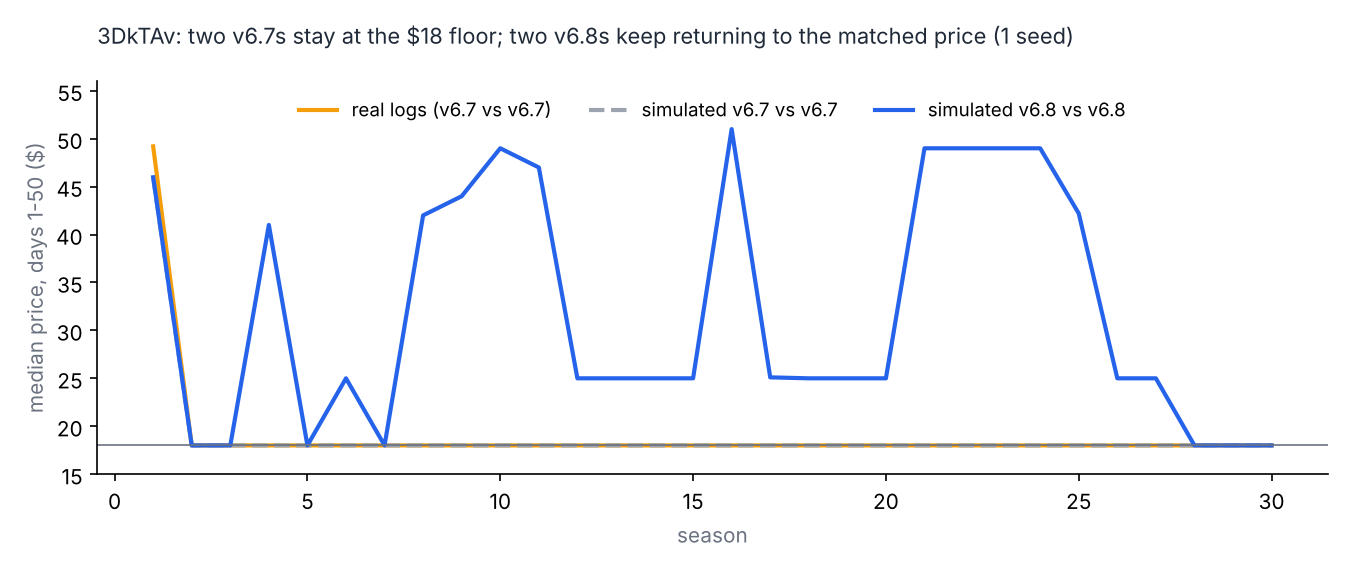 3DkTAv: two v6.7s stay at the $18 floor; two v6.8s keep returning to the matched price (1 seed)
real logs (v6.7 vs v6.7)
simulated v6.7 vs v6.7
simulated v6.8 vs v6.8
median price, days 1-50 ($)
55
50
45
40
35
30
25
20
15
0
5
10
15
20
25
30
season